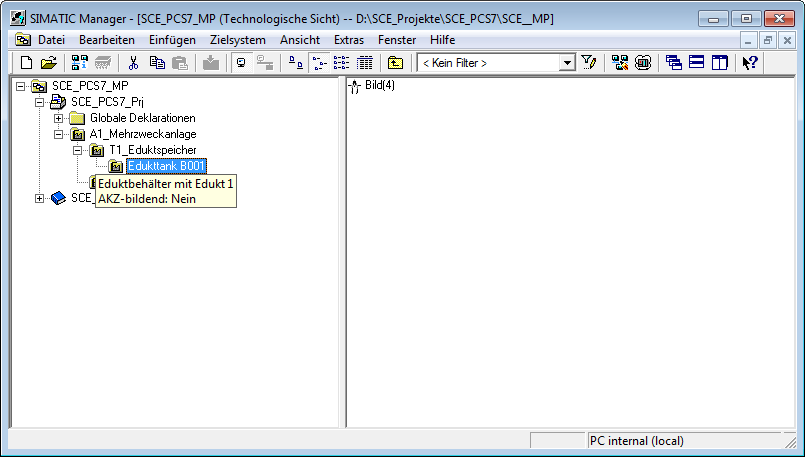 SIMATIC Manager - [SCE_PCS7_MP (Technologische Sicht) -- D:\SCE_Projekte\SCE_PCS7\SCE__MP]
Datei Bearbeiten Einfügen Zielsystem Ansicht Extras Fenster Hilfe
< Kein Filter >
SCE_PCS7_MP
SCE_PCS7_Prj
Globale Deklarationen
A1_Mehrzweckanlage
T1_Eduktspeicher
Edukttank B001
Eduktbehälter mit Edukt 1
SCE_
AKZ-bildend: Nein
Bild(4)
PC internal (local)